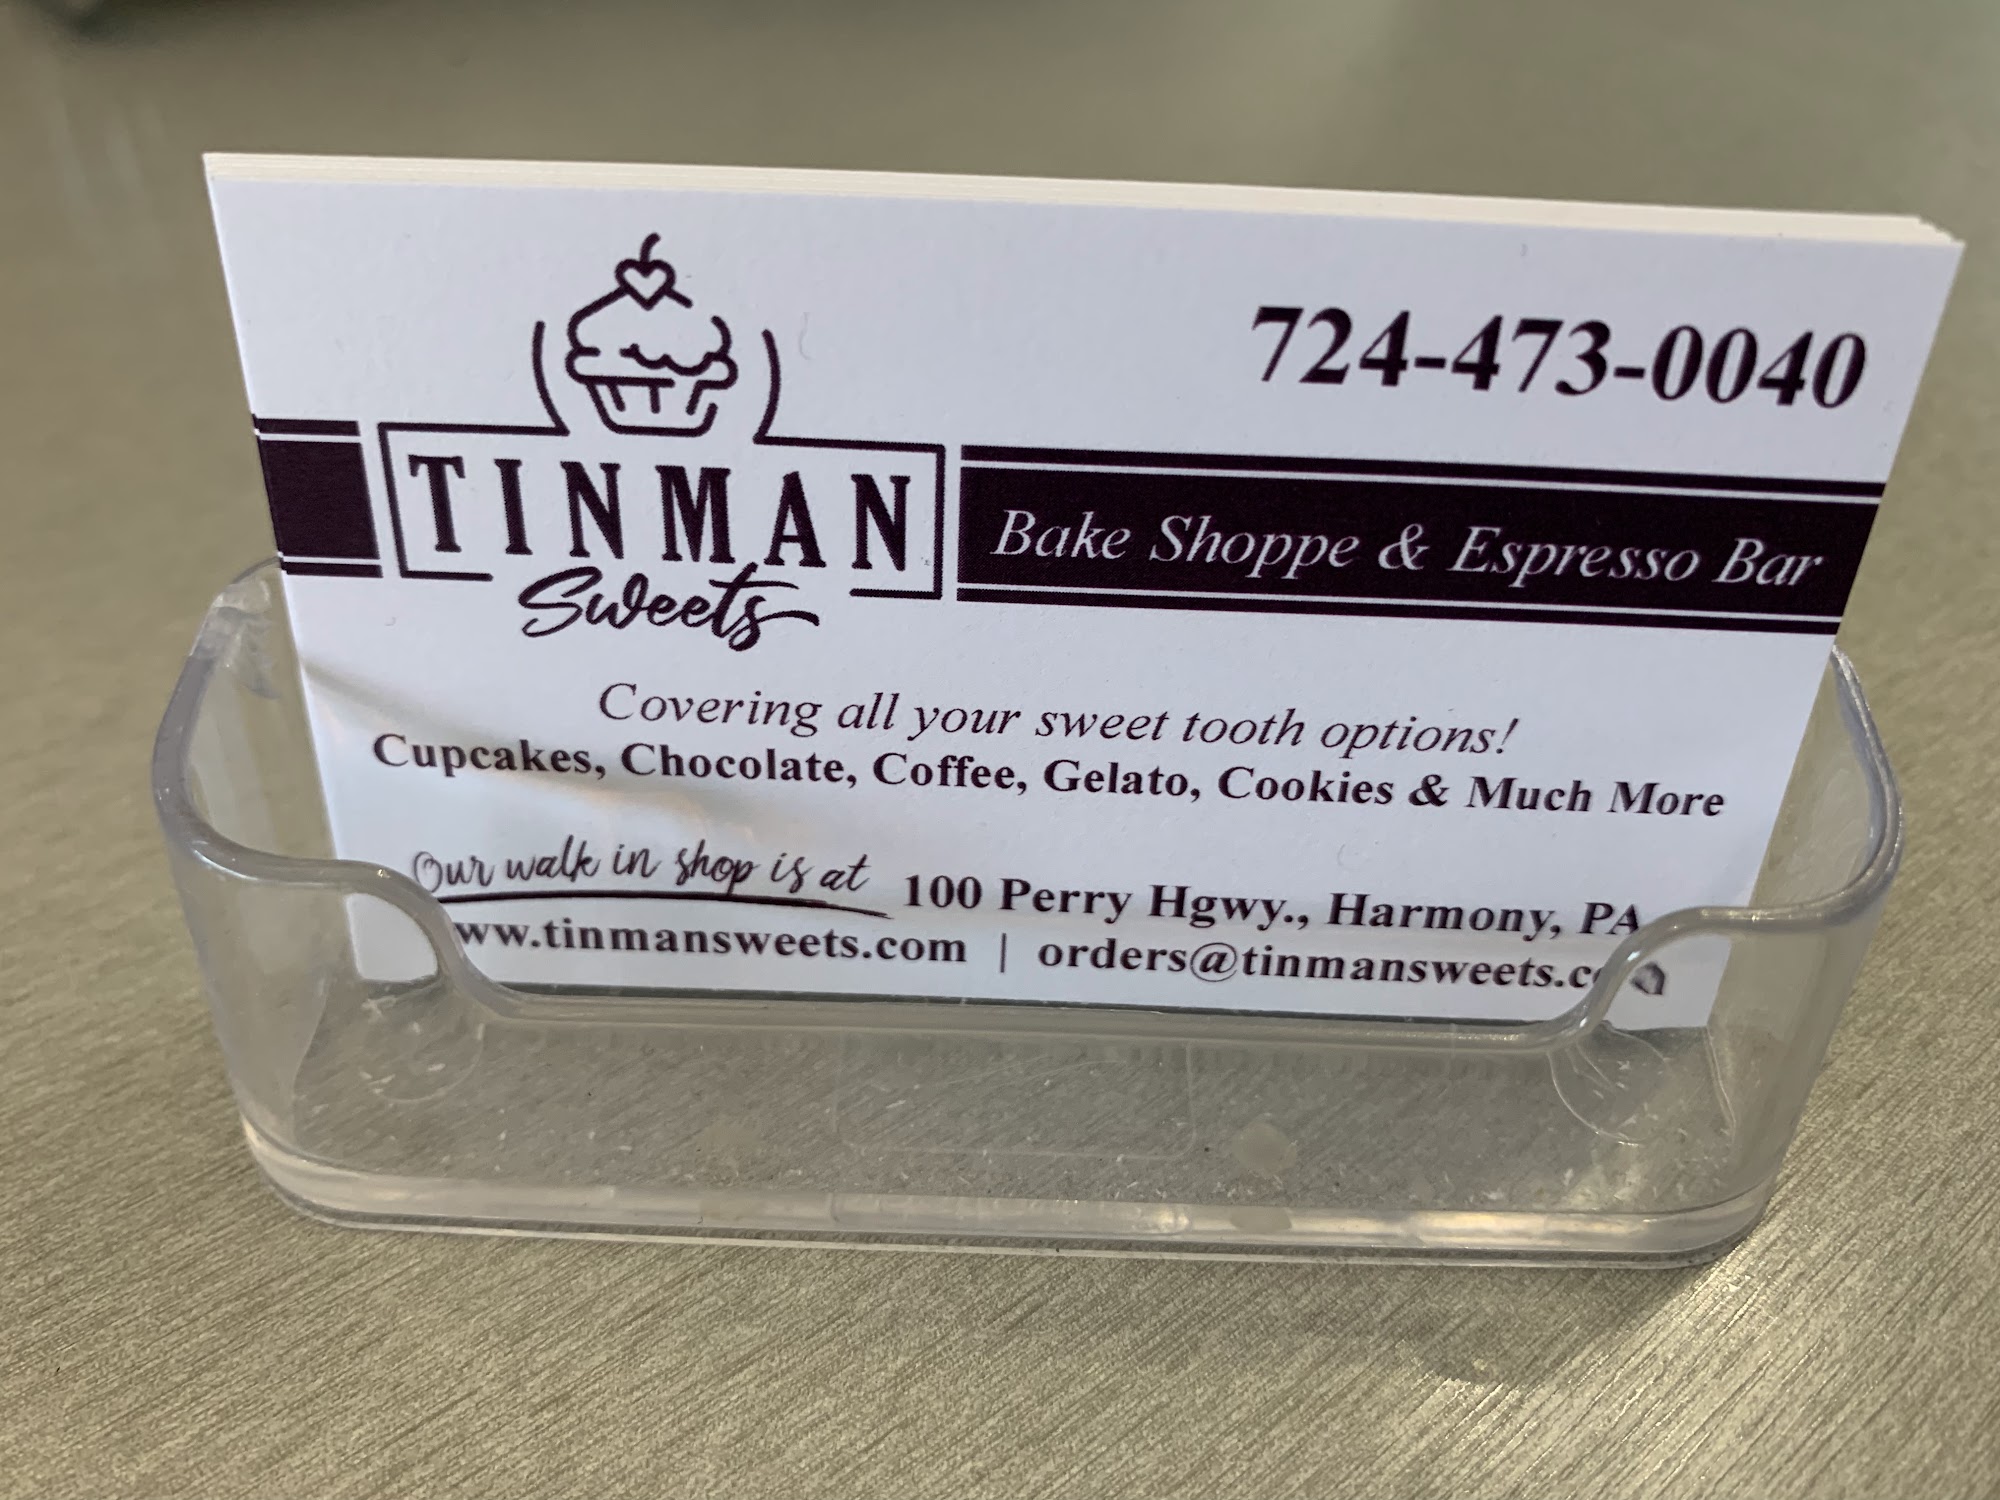 724-473-0040
TINMAN
Sweets
Bake Shoppe & Espresso Bar
Covering all your sweet tooth options!
Cupcakes, Chocolate, Coffee, Gelato, Cookies & Much More
Our walk in shop is at 100 Perry Hgwy., Harmony, PA
www.tinmansweets.com | orders@tinmansweets.com